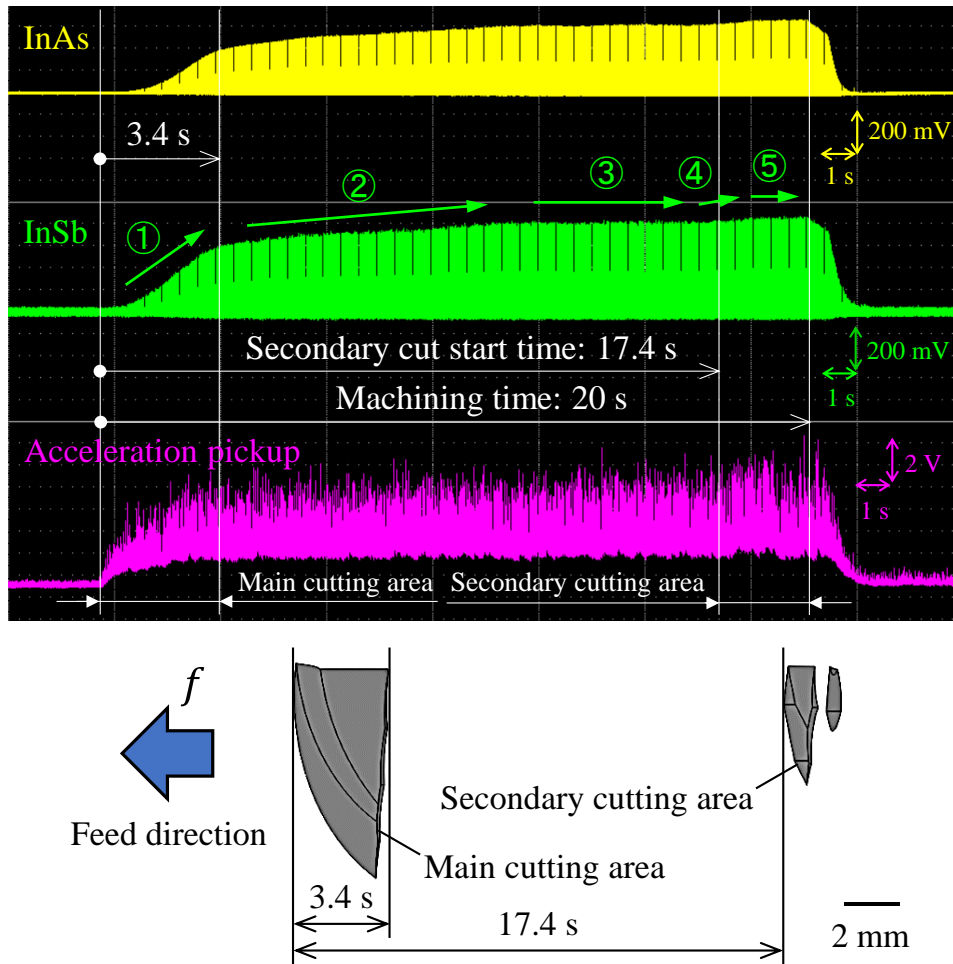 InAs
3.4 s
200 mV
1 s
① ② ③ ④ ⑤
InSb
Secondary cut start time: 17.4 s
200 mV
1 s
Machining time: 20 s
Acceleration pickup
2 V
1 s
Main cutting area
Secondary cutting area
f
Feed direction
Secondary cutting area
Main cutting area
3.4 s
17.4 s
2 mm